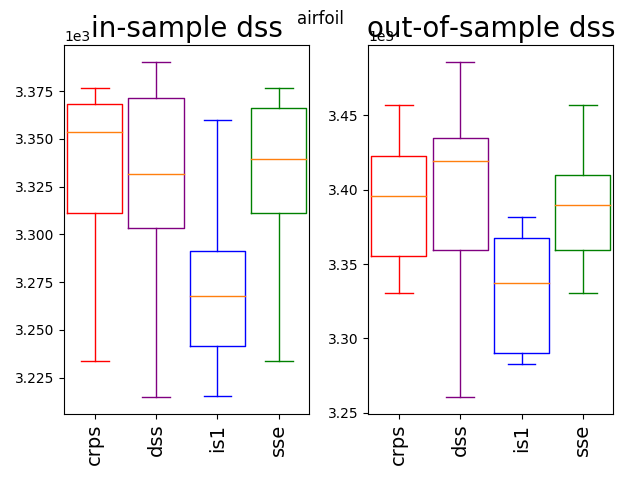 airfoil
in-sample dss
1e3
3.375
3.350
3.325
3.300
3.275
3.250
3.225
crps
dss
is1
sse
out-of-sample dss
1e3
3.45
3.40
3.35
3.30
3.25
crps
dss
is1
sse